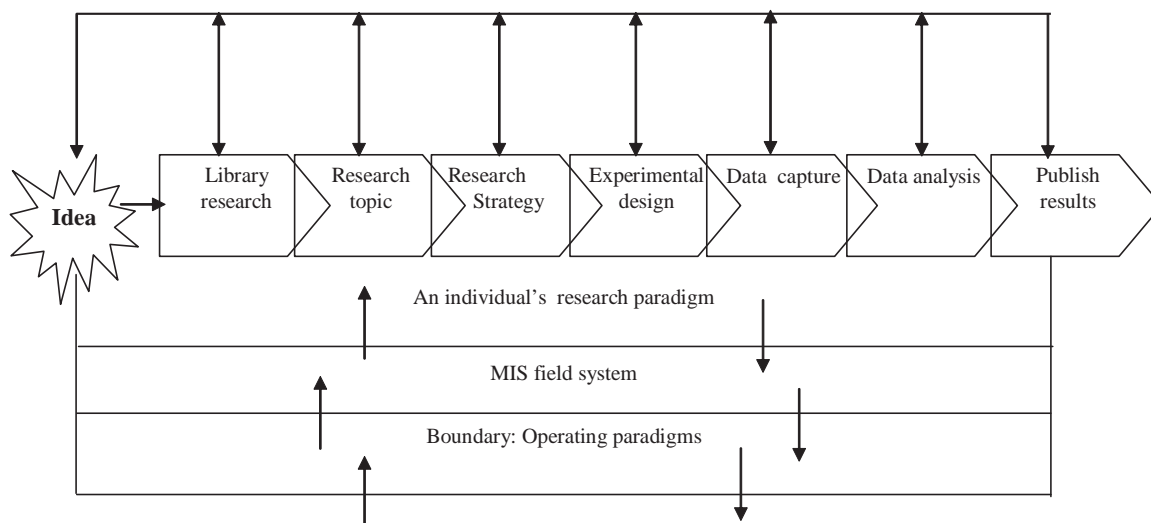 Idea
Library
research
Research
topic
Research
Strategy
Experimental
design
Data capture
Data analysis
Publish
results
An individual’s research paradigm
MIS field system
Boundary: Operating paradigms